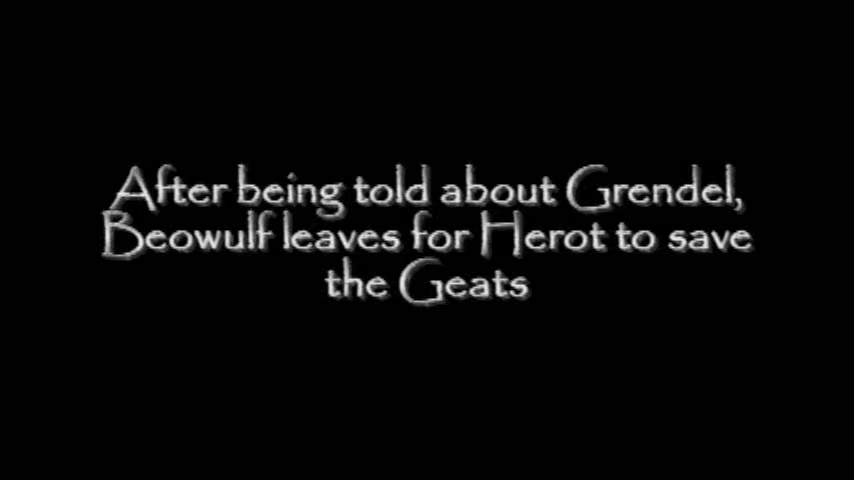 After being told about Grendel,
Beowulf leaves for Herot to save
the Geats